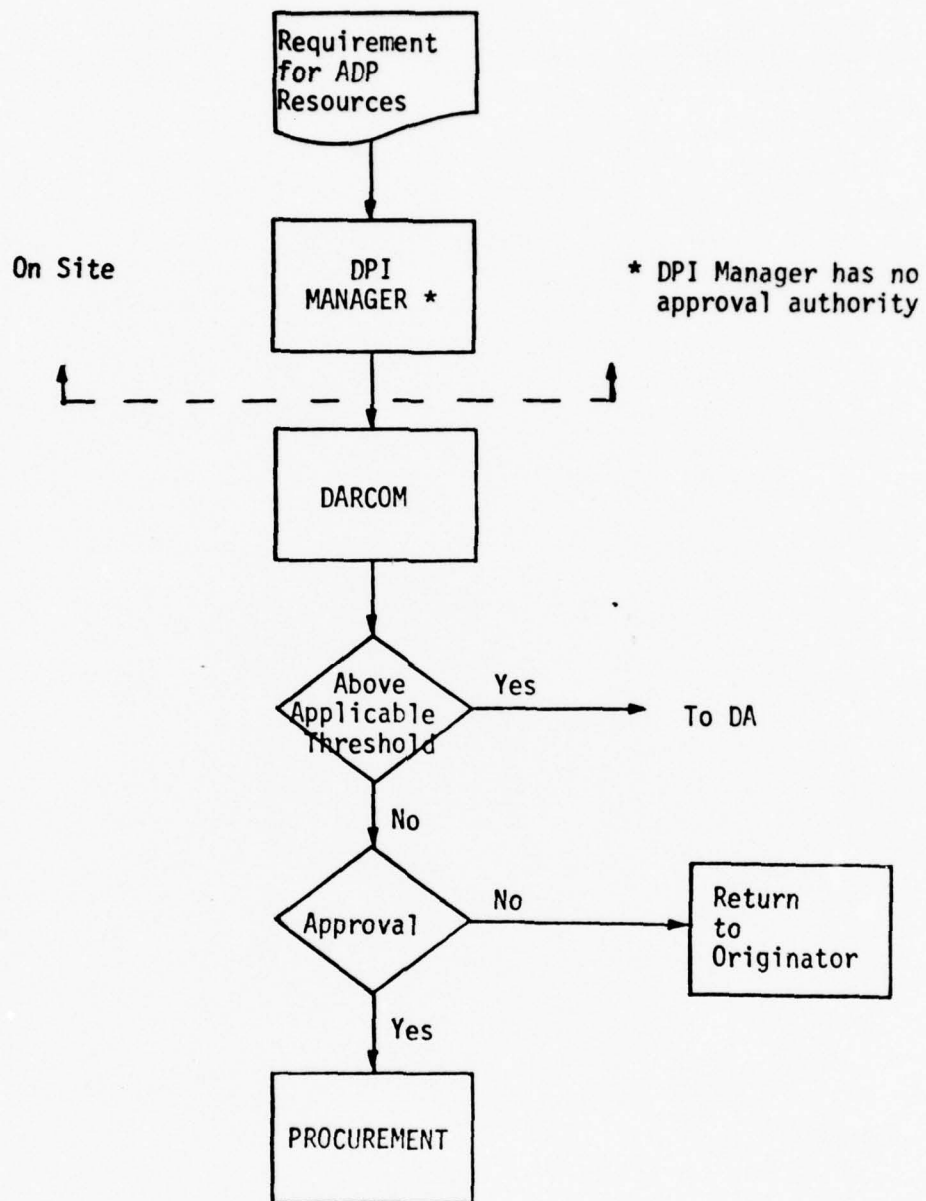 Requirement
for ADP
Resources
On Site
DPI
MANAGER *
* DPI Manager has no
approval authority
DARCOM
Above
Applicable
Threshold
Yes
To DA
No
Approval
No
Return
to
Originator
Yes
PROCUREMENT